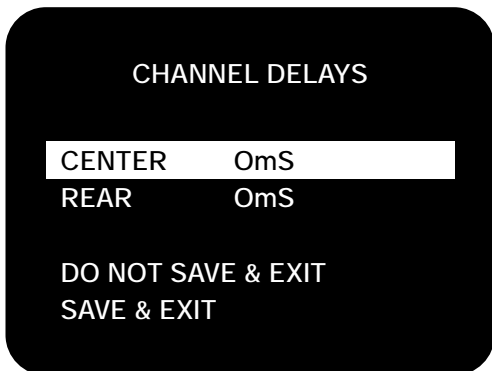 CHANNEL DELAYS
CENTER OmS
REAR OmS
DO NOT SAVE & EXIT
SAVE & EXIT